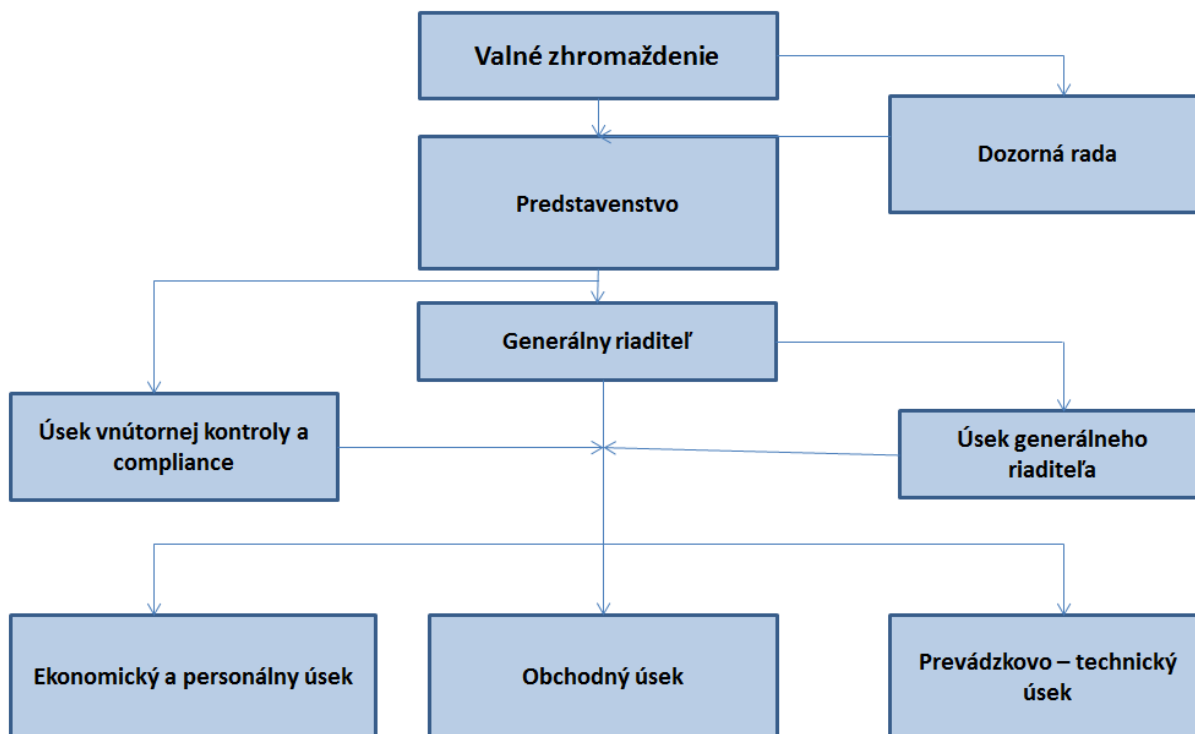 Valné zhromaždenie
Dozorná rada
Predstavenstvo
Generálny riaditeľ
Úsek vnútornej kontroly a
compliance
Úsek generálneho
riaditeľa
Ekonomický a personálny úsek
Obchodný úsek
Prevádzkovo – technický
úsek